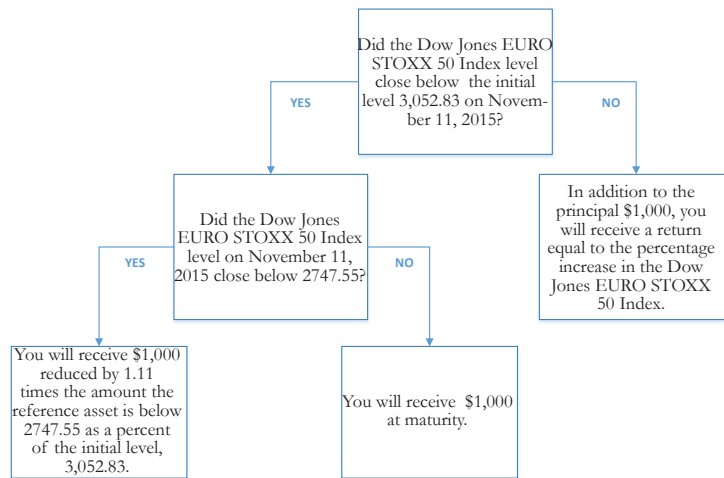 Did the Dow Jones EURO
STOXX 50 Index level
close below the initial
level 3,052.83 on Novem-
ber 11, 2015?
YES
NO
Did the Dow Jones
EURO STOXX 50 Index
level on November 11,
2015 close below 2747.55?
In addition to the
principal $1,000, you
will receive a return
equal to the percentage
increase in the Dow
Jones EURO STOXX
50 Index.
YES
NO
You will receive $1,000
reduced by 1.11
times the amount the
reference asset is below
2747.55 as a percent
of the initial level,
3,052.83.
You will receive $1,000
at maturity.